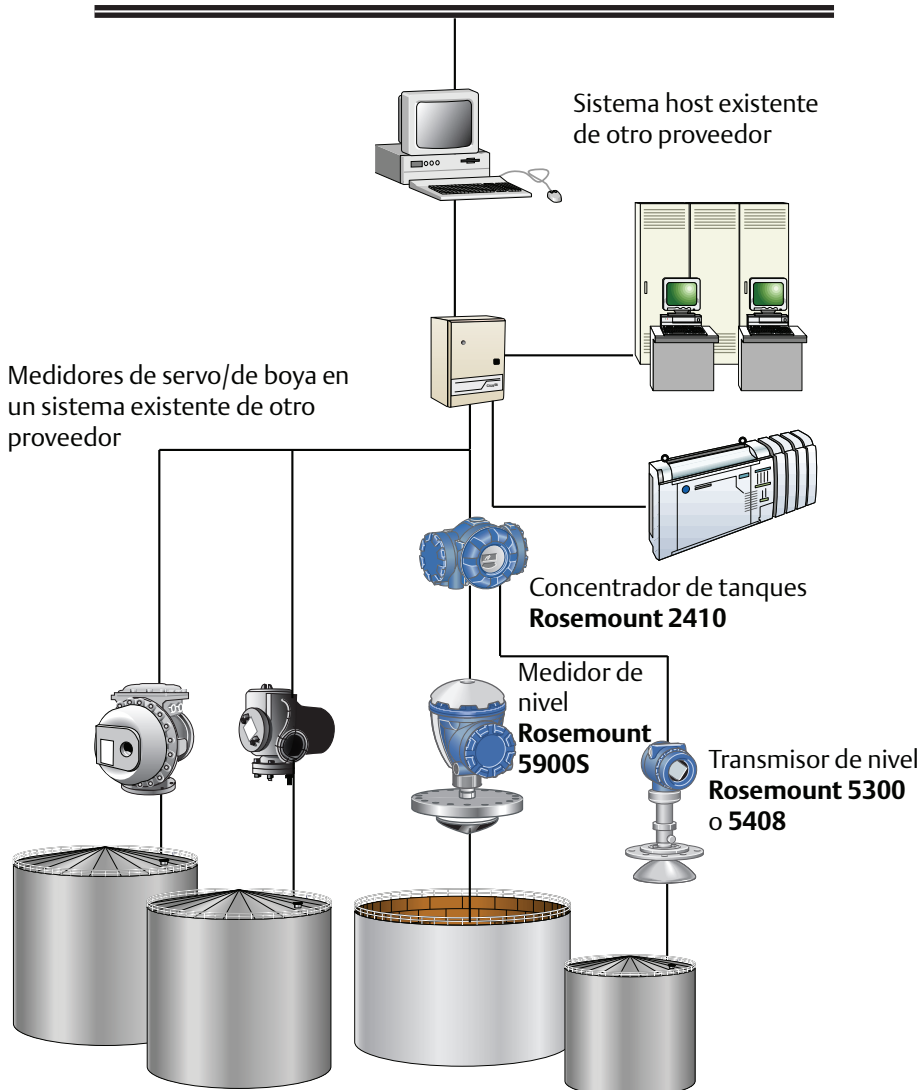 Sistema host existente
de otro proveedor
Medidores de servo/de boya en
un sistema existente de otro
proveedor
Concentrador de tanques
Rosemount 2410
Medidor de
nivel
Rosemount
5900S
Transmisor de nivel
Rosemount 5300
o 5408